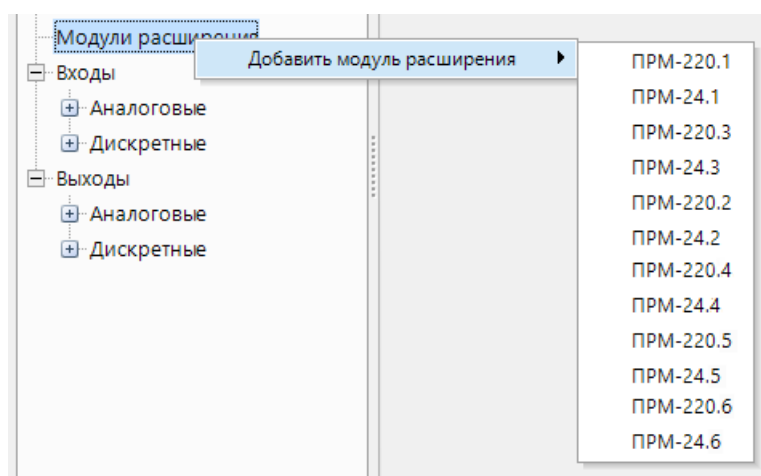 Модули расширения
Добавить модуль расширения
Входы
Аналоговые
Дискретные
Выходы
Аналоговые
Дискретные
ПРМ-220.1
ПРМ-24.1
ПРМ-220.3
ПРМ-24.3
ПРМ-220.2
ПРМ-24.2
ПРМ-220.4
ПРМ-24.4
ПРМ-220.5
ПРМ-24.5
ПРМ-220.6
ПРМ-24.6